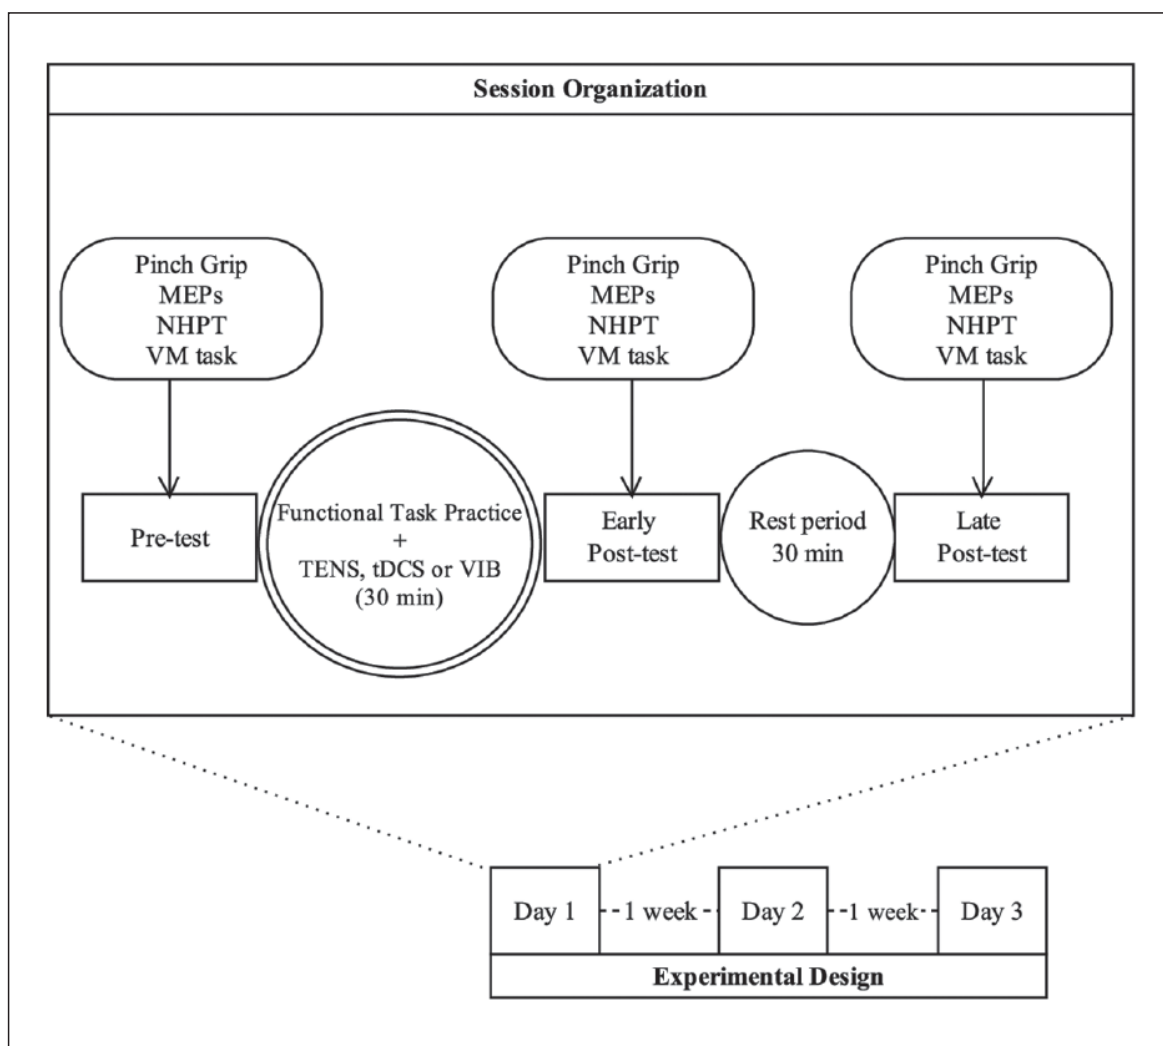 Session Organization
Pinch Grip
MEPs
NHPT
VM task
Pinch Grip
MEPs
NHPT
VM task
Pinch Grip
MEPs
NHPT
VM task
Pre-test
Functional Task Practice
+
TENS, tDCS or VIB
(30 min)
Early
Post-test
Rest period
30 min
Late
Post-test
Day 1
1 week
Day 2
1 week
Day 3
Experimental Design